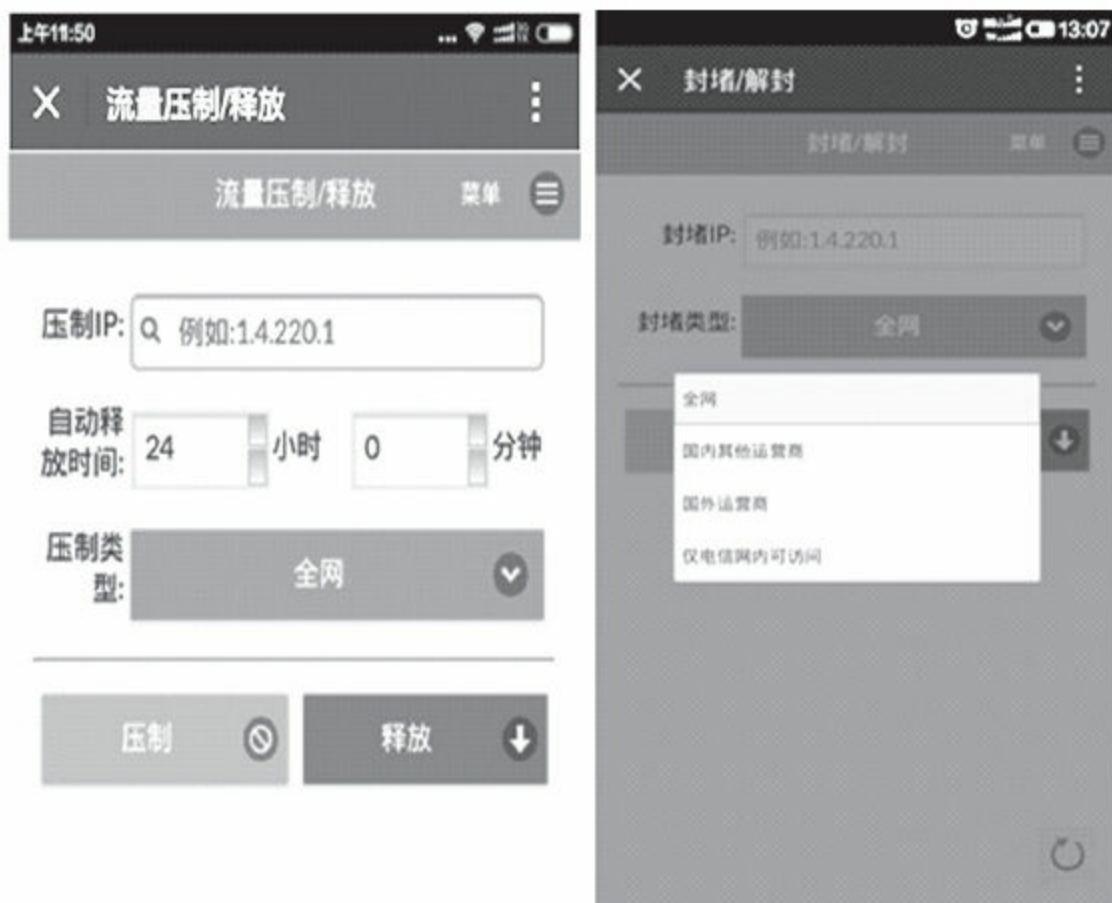 上午11:50
流量压制/释放
流量压制/释放 菜单
压制IP: 例如:1.4.220.1
自动释
放时间: 24 小时 0 分钟
压制类
型: 全网
压制 释放
13:07
封堵/解封
封堵/解封 菜单
封堵IP: 例如:1.4.220.1
封堵类型: 全网
全网
国内其他运营商
国外运营商
仅电信网内可访问